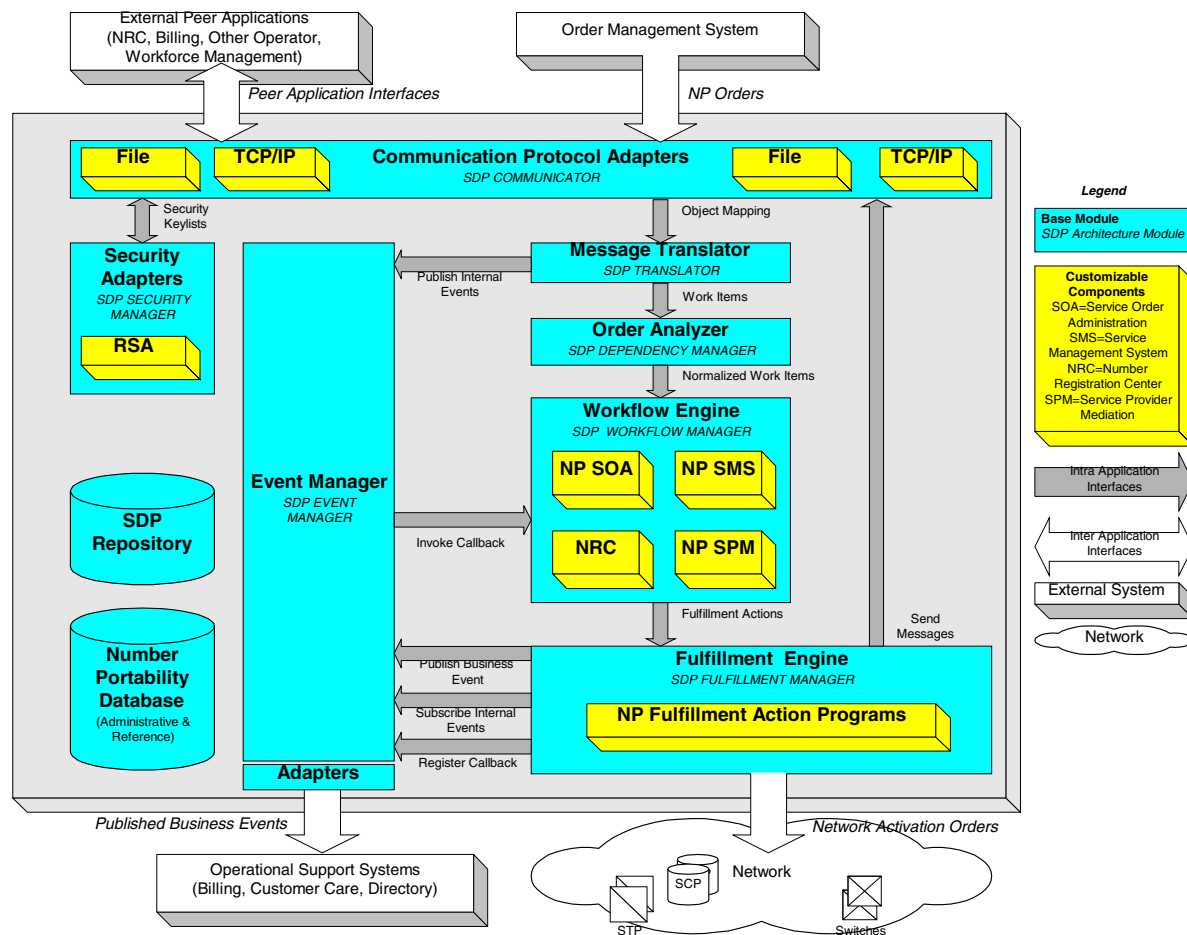 External Peer Applications
(NRC, Billing, Other Operator,
Workforce Management)
Order Management System
Peer Application Interfaces
NP Orders
File
TCP/IP
Communication Protocol Adapters
SDP COMMUNICATOR
File
TCP/IP
Security
Keylists
Object Mapping
Security
Adapters
SDP SECURITY
MANAGER
RSA
Message Translator
SDP TRANSLATOR
Publish Internal
Events
Work Items
Order Analyzer
SDP DEPENDENCY MANAGER
Normalized Work Items
Workflow Engine
SDP WORKFLOW MANAGER
NP SOA
NP SMS
NRC
NP SPM
Event Manager
SDP EVENT
MANAGER
Invoke Callback
SDP
Repository
Fulfillment Actions
Send
Messages
Number
Portability
Database
(Administrative &
Reference)
Publish Business
Event
Subscribe Internal
Events
Register Callback
Fulfillment Engine
SDP FULFILLMENT MANAGER
NP Fulfillment Action Programs
Adapters
Published Business Events
Network Activation Orders
Operational Support Systems
(Billing, Customer Care, Directory)
Network
SCP
STP
Switches
Legend
Base Module
SDP Architecture Module
Customizable
Components
SOA=Service Order
Administration
SMS=Service
Management System
NRC=Number
Registration Center
SPM=Service Provider
Mediation
Intra Application
Interfaces
Inter Application
Interfaces
External System
Network